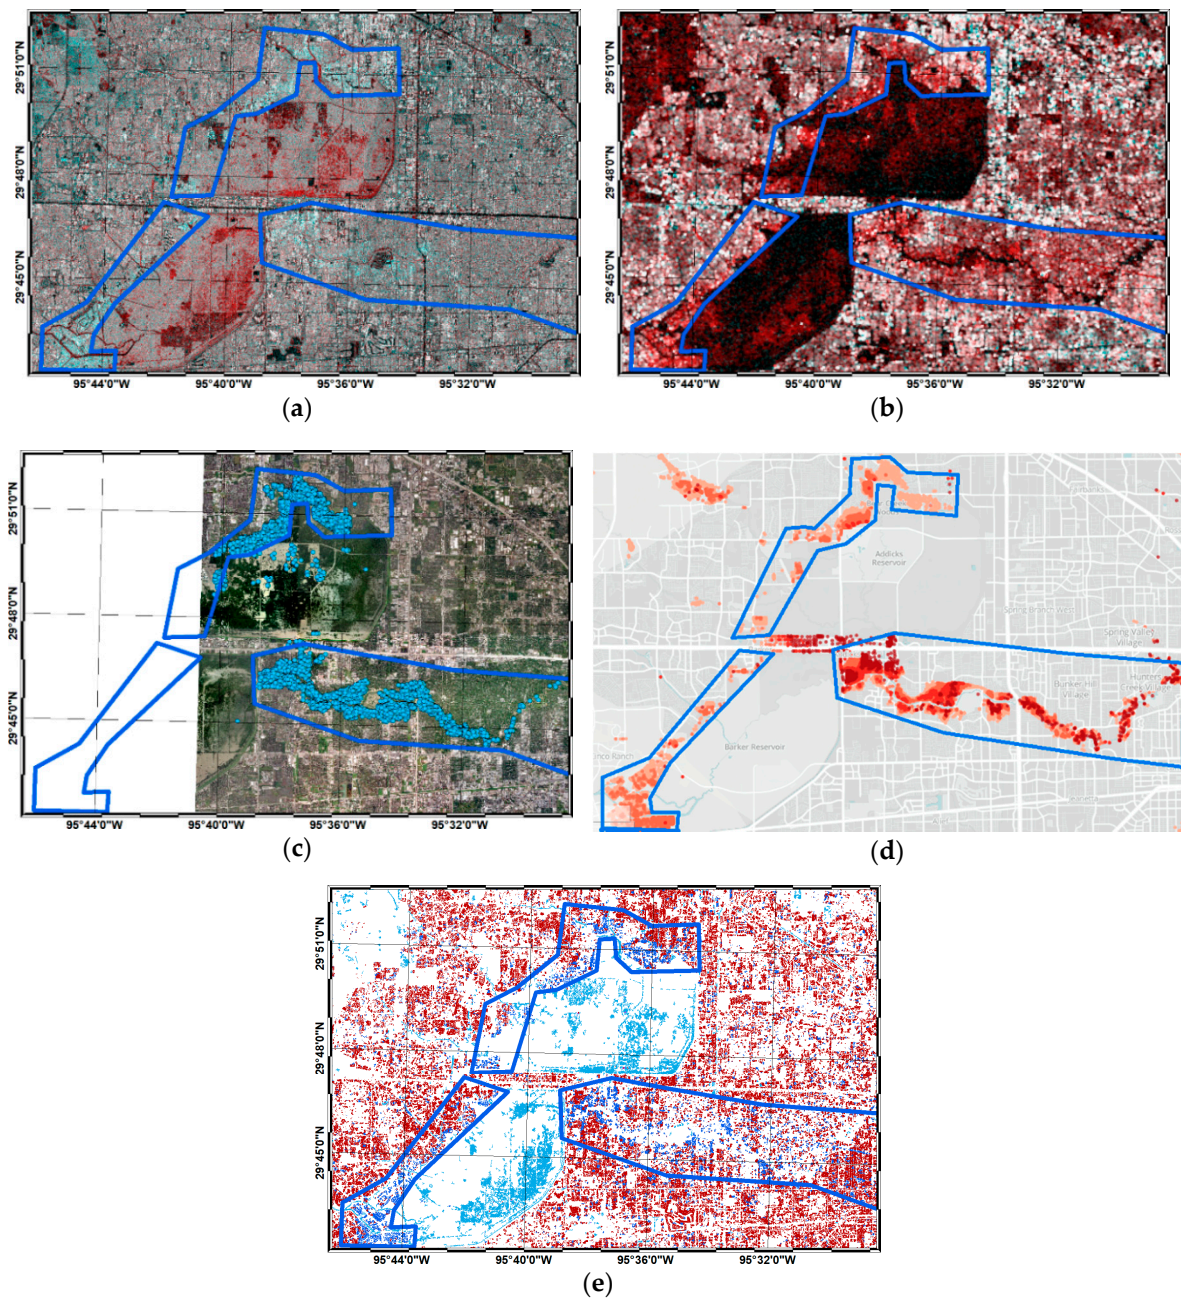 29°51'0"N
29°48'0"N
29°45'0"N
95°44'0"W
95°40'0"W
95°36'0"W
95°32'0"W
(a)
29°51'0"N
29°48'0"N
29°45'0"N
95°44'0"W
95°40'0"W
95°36'0"W
95°32'0"W
(b)
29°51'0"N
29°48'0"N
29°45'0"N
95°44'0"W
95°40'0"W
95°36'0"W
95°32'0"W
(c)
Addicks
Reservoir
Spring Branch West
Spring Valley
Village
Hunters
Creek Village
Bunker Hill
Village
Barker Reservoir
(d)
29°51'0"N
29°48'0"N
29°45'0"N
95°44'0"W
95°40'0"W
95°36'0"W
95°32'0"W
(e)